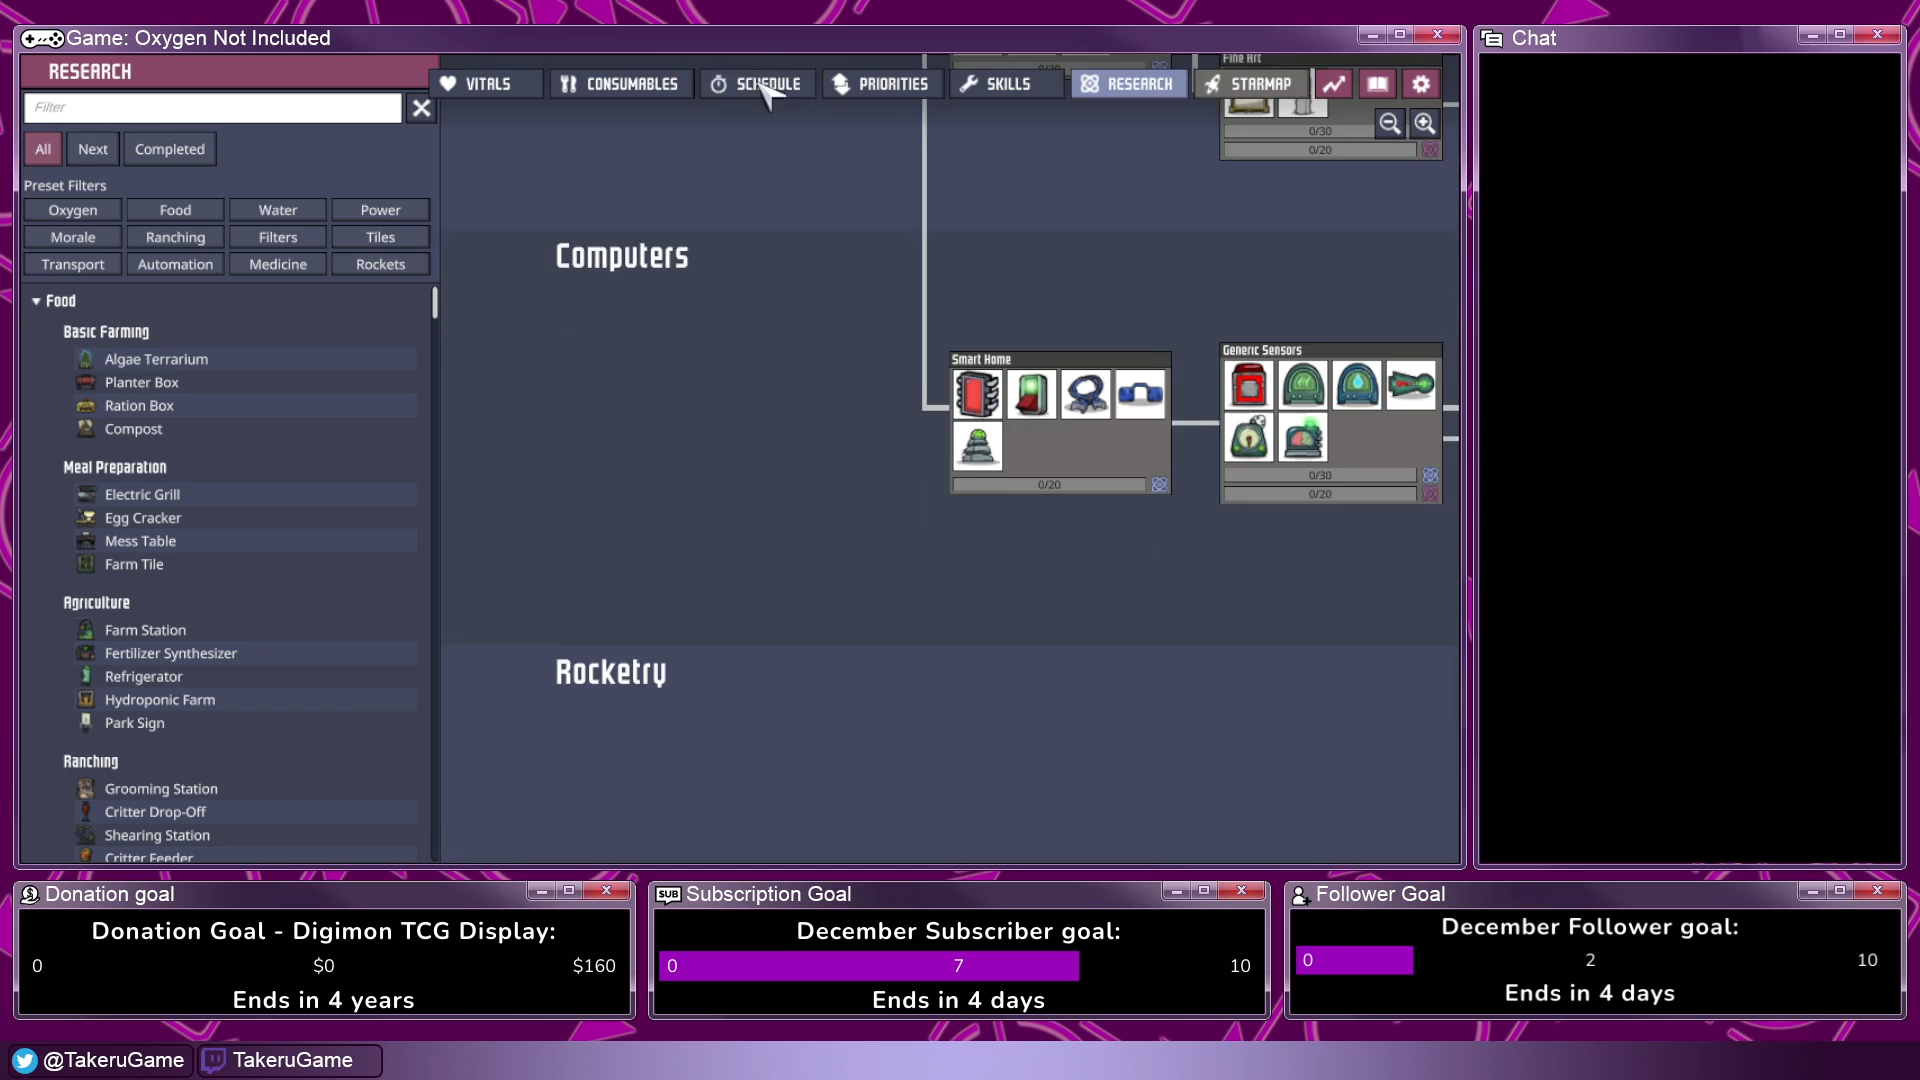 Game: Oxygen Not Included
Chat
RESEARCH
VITALS
CONSUMABLES
SCHEDULE
PRIORITIES
SKILLS
RESEARCH
STARMAP
Filter
All
Next
Completed
Preset Filters
Oxygen
Food
Water
Power
Morale
Ranching
Filters
Tiles
Transport
Automation
Medicine
Rockets
Food
Basic Farming
Algae Terrarium
Planter Box
Ration Box
Compost
Meal Preparation
Electric Grill
Egg Cracker
Mess Table
Farm Tile
Agriculture
Farm Station
Fertilizer Synthesizer
Refrigerator
Hydroponic Farm
Park Sign
Ranching
Grooming Station
Critter Drop-Off
Shearing Station
Critter Feeder
Fine Art
0/30
0/20
Computers
Smart Home
0/20
Generic Sensors
0/30
0/20
Rocketry
Donation goal
Donation Goal - Digimon TCG Display:
0 $0 $160
Ends in 4 years
SUB Subscription Goal
December Subscriber goal:
0 7 10
Ends in 4 days
Follower Goal
December Follower goal:
0 2 10
Ends in 4 days
@TakeruGame
TakeruGame